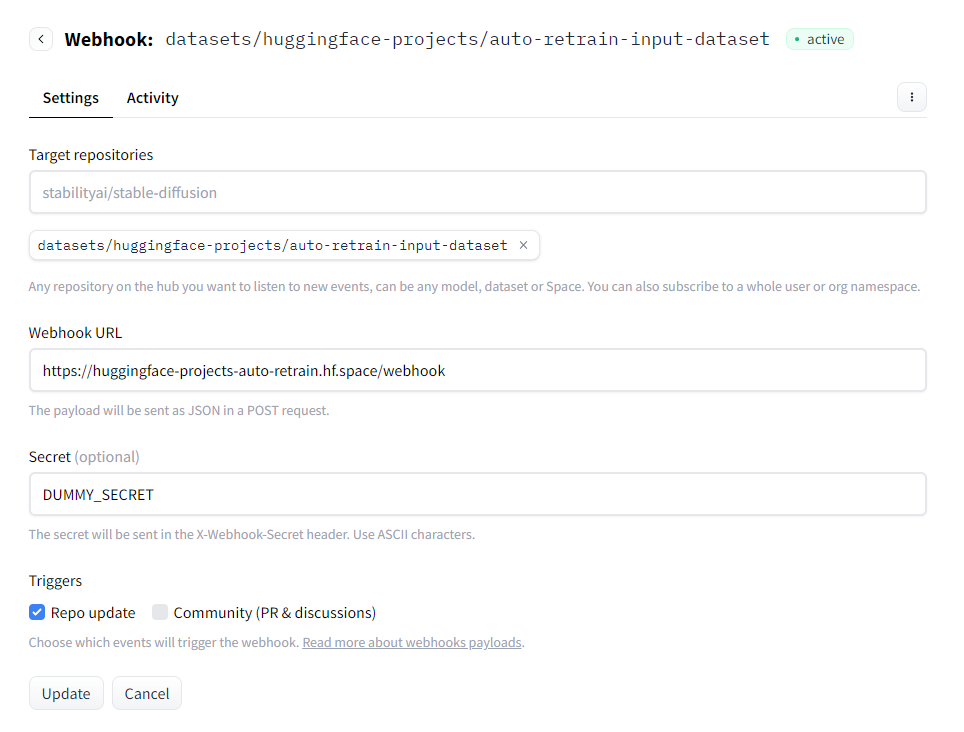 Webhook: datasets/huggingface-projects/auto-retrain-input-dataset • active
Settings Activity
Target repositories
stabilityai/stable-diffusion
datasets/huggingface-projects/auto-retrain-input-dataset ×
Any repository on the hub you want to listen to new events, can be any model, dataset or Space. You can also subscribe to a whole user or org namespace.
Webhook URL
https://huggingface-projects-auto-retrain.hf.space/webhook
The payload will be sent as JSON in a POST request.
Secret (optional)
DUMMY_SECRET
The secret will be sent in the X-Webhook-Secret header. Use ASCII characters.
Triggers
Repo update Community (PR & discussions)
Choose which events will trigger the webhook. Read more about webhooks payloads.
Update Cancel